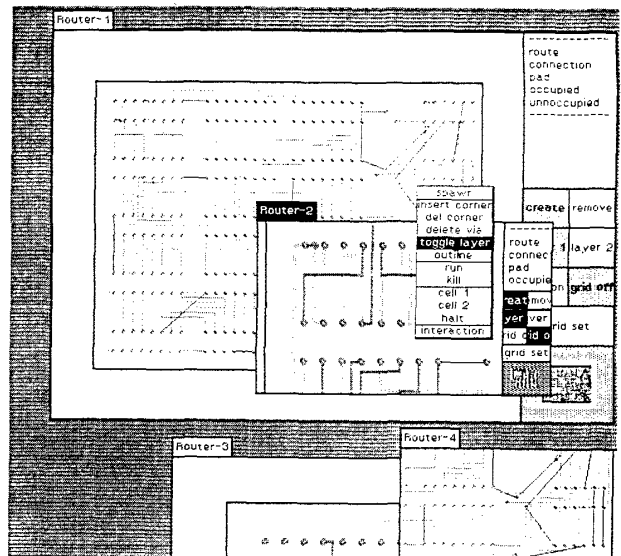 Router-1
route
connection
pad
occupied
unnoccupied
create remove
1 layer 2
on grid off
grid set
spawn
insert corner
del corner
delete via
toggle layer
outline
run
kill
cell 1
cell 2
halt
interaction
Router-2
route
connec
pad
occupie
grid set
Router-3
Router-4